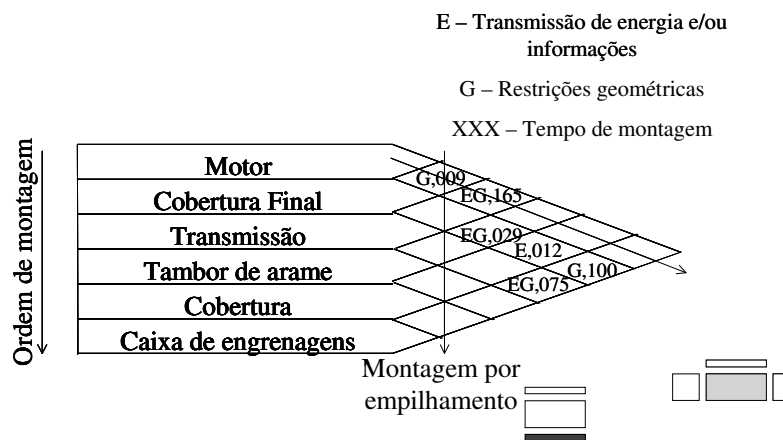 E – Transmissão de energia e/ou
informações
G – Restrições geométricas
XXX – Tempo de montagem
Ordem de montagem
Motor
Cobertura Final
Transmissão
Tambor de arame
Cobertura
Caixa de engrenagens
G,009
EG,165
EG,029
E,012
G,100
EG,075
Montagem por
empilhamento